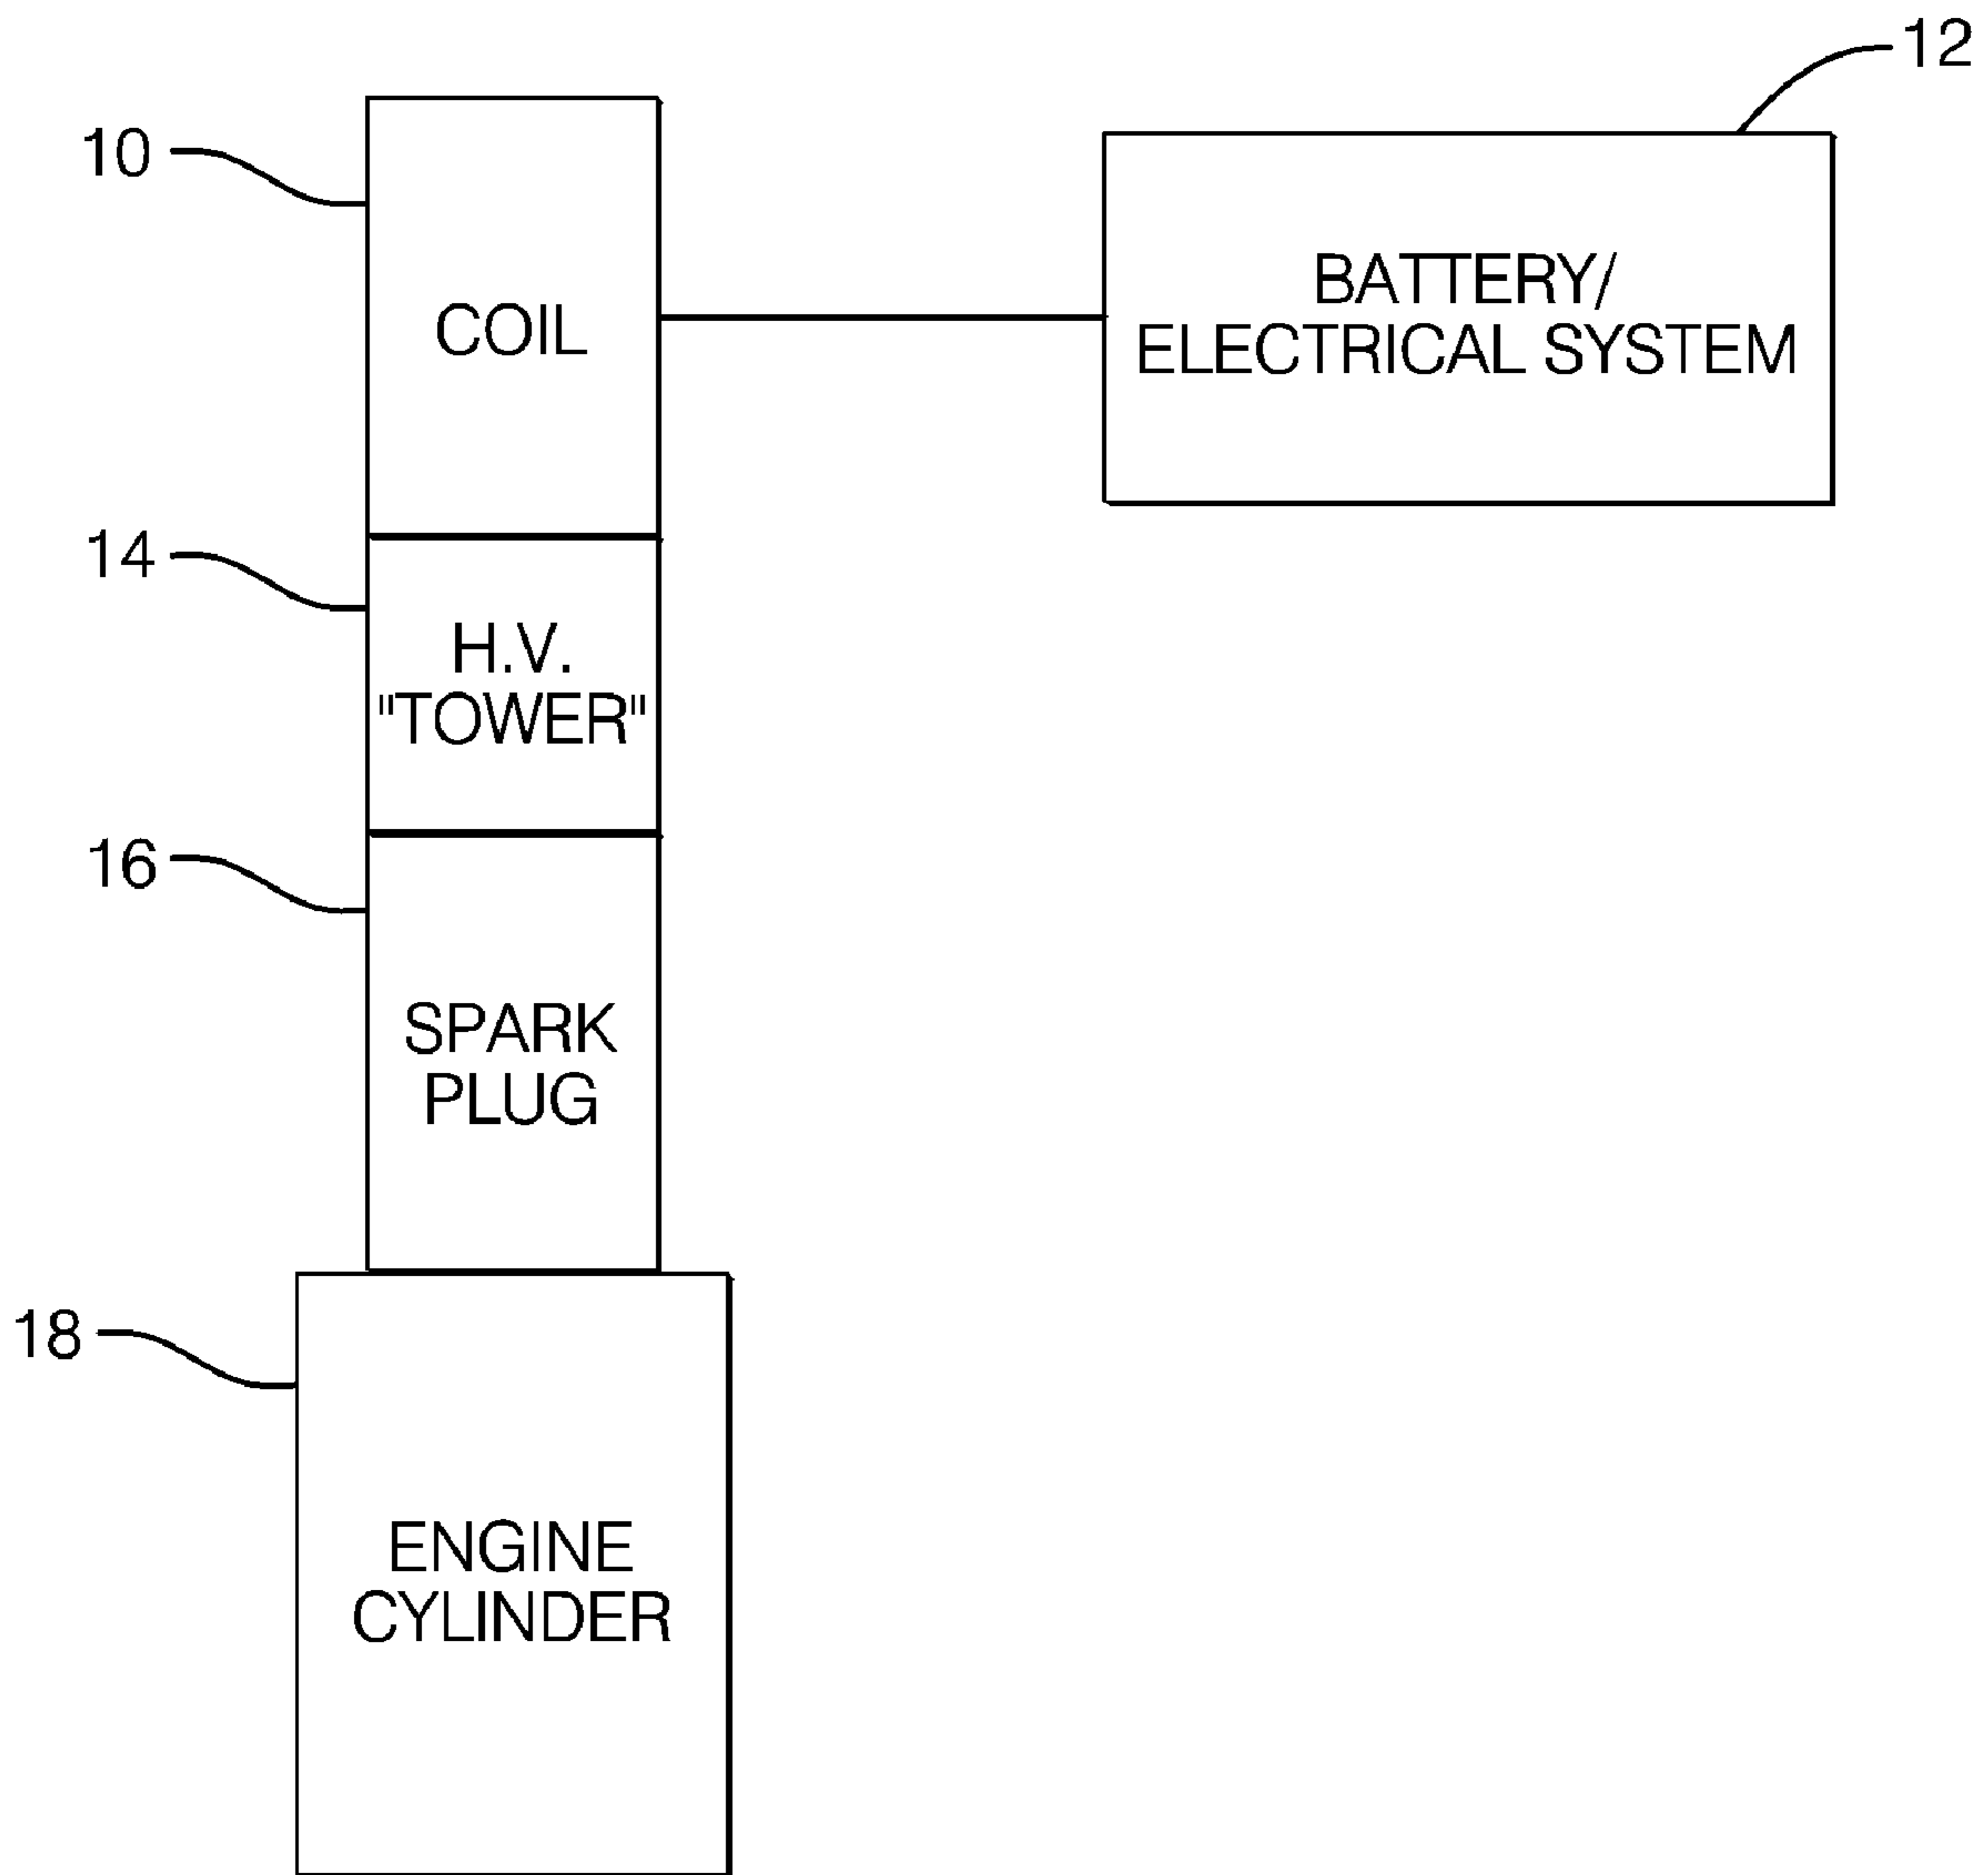 12
10
BATTERY/
ELECTRICAL SYSTEM
COIL
14
H.V.
"TOWER"
16
SPARK
PLUG
18
ENGINE
CYLINDER